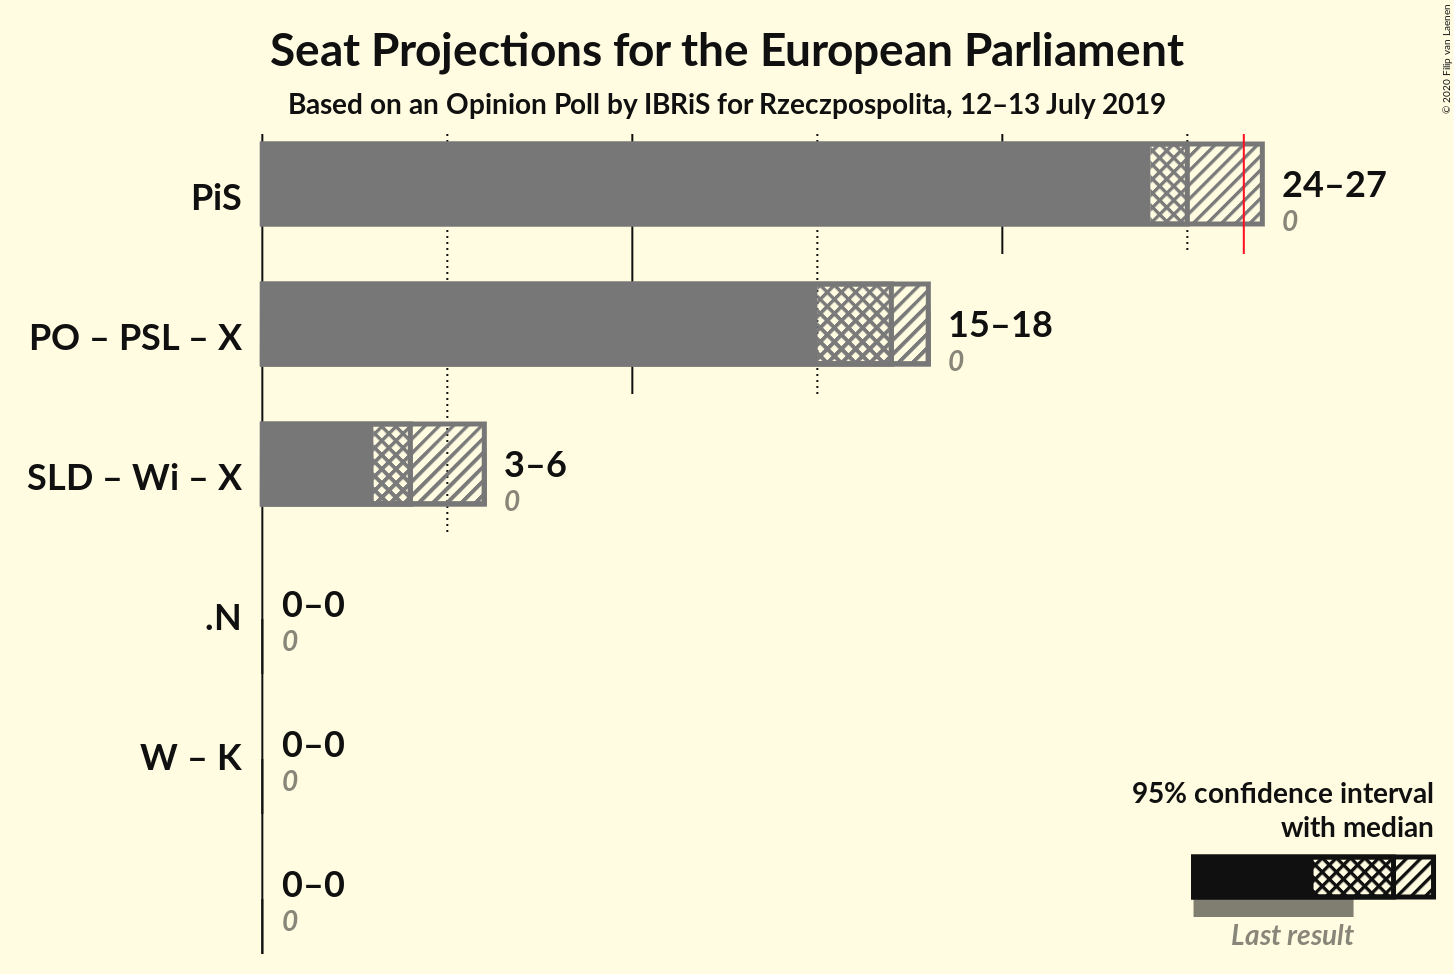 Seat Projections for the European Parliament
Based on an Opinion Poll by IBRiS for Rzeczpospolita, 12–13 July 2019
© 2020 Filip van Laenen
PiS
24–27
0
PO – PSL – X
15–18
0
SLD – Wi – X
3–6
0
.N
0–0
0
W – K
0–0
0
0–0
0
95% confidence interval
with median
Last result